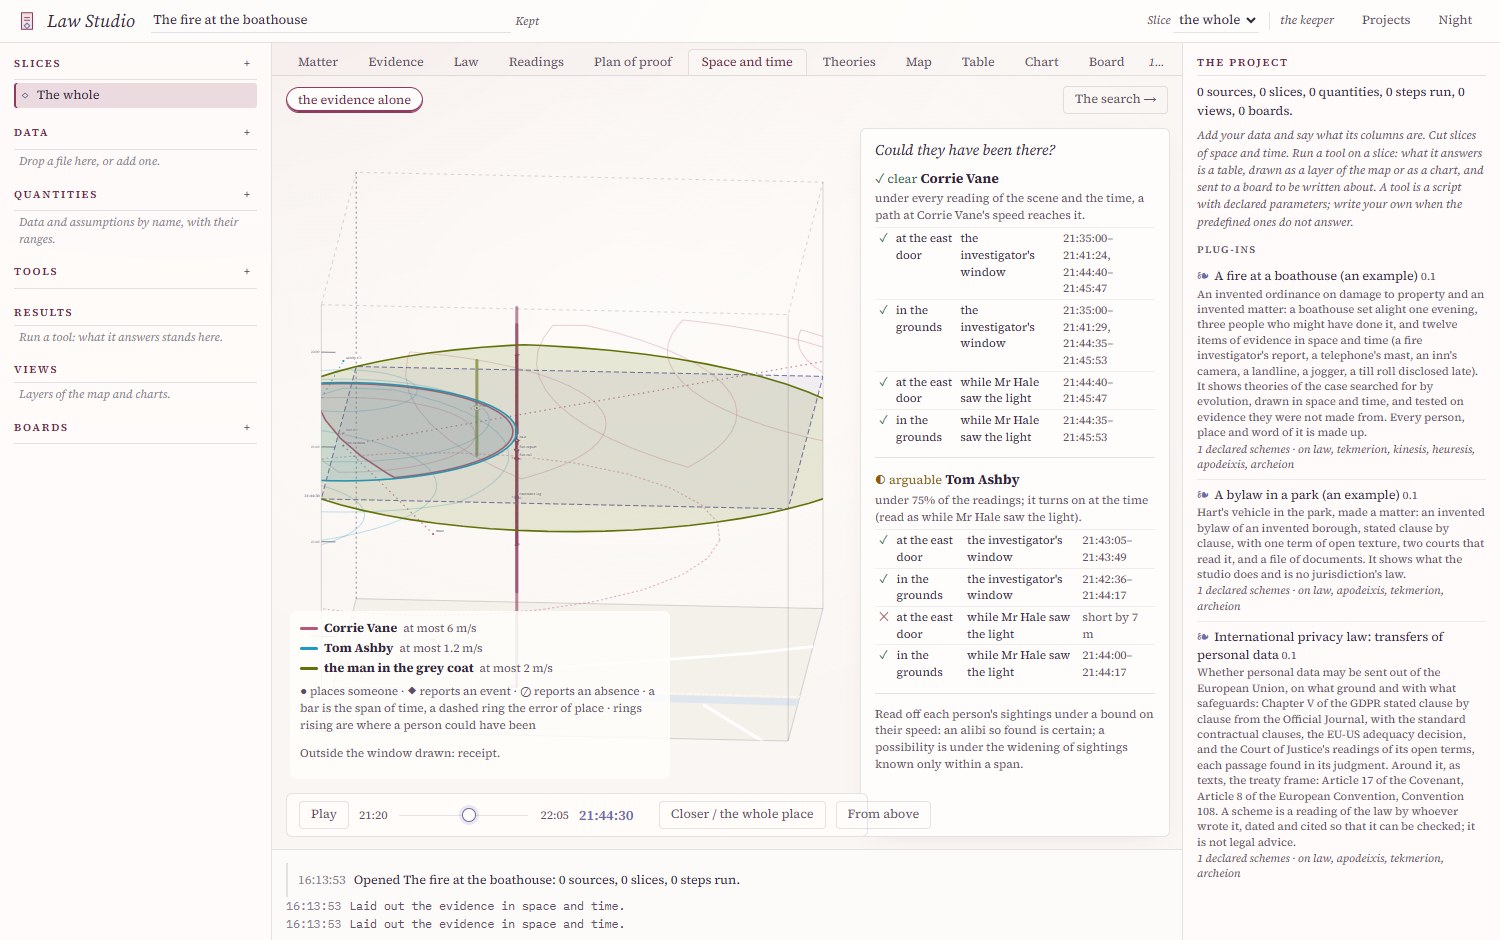 Law Studio
The fire at the boathouse
Kept
Slice the whole
the keeper
Projects
Night
SLICES +
The whole
DATA +
Drop a file here, or add one.
QUANTITIES +
Data and assumptions by name, with their
ranges.
TOOLS +
RESULTS
Run a tool: what it answers stands here.
VIEWS
Layers of the map and charts.
BOARDS +
Matter
Evidence
Law
Readings
Plan of proof
Space and time
Theories
Map
Table
Chart
Board
1...
the evidence alone
The search →
Corrie Vane at most 6 m/s
Tom Ashby at most 1.2 m/s
the man in the grey coat at most 2 m/s
● places someone · ◆ reports an event · ∅ reports an absence · a
bar is the span of time, a dashed ring the error of place · rings
rising are where a person could have been
Outside the window drawn: receipt.
Play
21:20
22:05
21:44:30
Closer / the whole place
From above
Could they have been there?
✓ clear Corrie Vane
under every reading of the scene and the time, a
path at Corrie Vane's speed reaches it.
✓ at the east the 21:35:00–
door investigator's 21:41:24,
window 21:44:40–
21:45:47
✓ in the the 21:35:00–
grounds investigator's 21:41:29,
window 21:44:35–
21:45:53
✓ at the east while Mr Hale 21:44:40–
door saw the light 21:45:47
✓ in the while Mr Hale 21:44:35–
grounds saw the light 21:45:53
◐ arguable Tom Ashby
under 75% of the readings; it turns on at the time
(read as while Mr Hale saw the light).
✓ at the east the investigator's 21:43:05–
door window 21:43:49
✓ in the the investigator's 21:42:36–
grounds window 21:44:17
✕ at the east while Mr Hale saw short by 7
door the light m
✓ in the while Mr Hale saw 21:44:00–
grounds the light 21:44:17
Read off each person's sightings under a bound on
their speed: an alibi so found is certain; a
possibility is under the widening of sightings
known only within a span.
16:13:53 Opened The fire at the boathouse: 0 sources, 0 slices, 0 steps run.
16:13:53 Laid out the evidence in space and time.
16:13:53 Laid out the evidence in space and time.
THE PROJECT
0 sources, 0 slices, 0 quantities, 0 steps run, 0
views, 0 boards.
Add your data and say what its columns are. Cut slices
of space and time. Run a tool on a slice: what it answers
is a table, drawn as a layer of the map or as a chart, and
sent to a board to be written about. A tool is a script
with declared parameters; write your own when the
predefined ones do not answer.
PLUG-INS
A fire at a boathouse (an example) 0.1
An invented ordinance on damage to property and an
invented matter: a boathouse set alight one evening,
three people who might have done it, and twelve
items of evidence in space and time (a fire
investigator's report, a telephone's mast, an inn's
camera, a landline, a jogger, a till roll disclosed late).
It shows theories of the case searched for by
evolution, drawn in space and time, and tested on
evidence they were not made from. Every person,
place and word of it is made up.
1 declared schemes · on law, tekmerion, kinesis, heuresis,
apodeixis, archeion
A bylaw in a park (an example) 0.1
Hart's vehicle in the park, made a matter: an invented
bylaw of an invented borough, stated clause by
clause, with one term of open texture, two courts that
read it, and a file of documents. It shows what the
studio does and is no jurisdiction's law.
1 declared schemes · on law, apodeixis, tekmerion,
archeion
International privacy law: transfers of
personal data 0.1
Whether personal data may be sent out of the
European Union, on what ground and with what
safeguards: Chapter V of the GDPR stated clause by
clause from the Official Journal, with the standard
contractual clauses, the EU-US adequacy decision,
and the Court of Justice's readings of its open terms,
each passage found in its judgment. Around it, as
texts, the treaty frame: Article 17 of the Covenant,
Article 8 of the European Convention, Convention
108. A scheme is a reading of the law by whoever
wrote it, dated and cited so that it can be checked; it
is not legal advice.
1 declared schemes · on law, apodeixis, tekmerion,
archeion